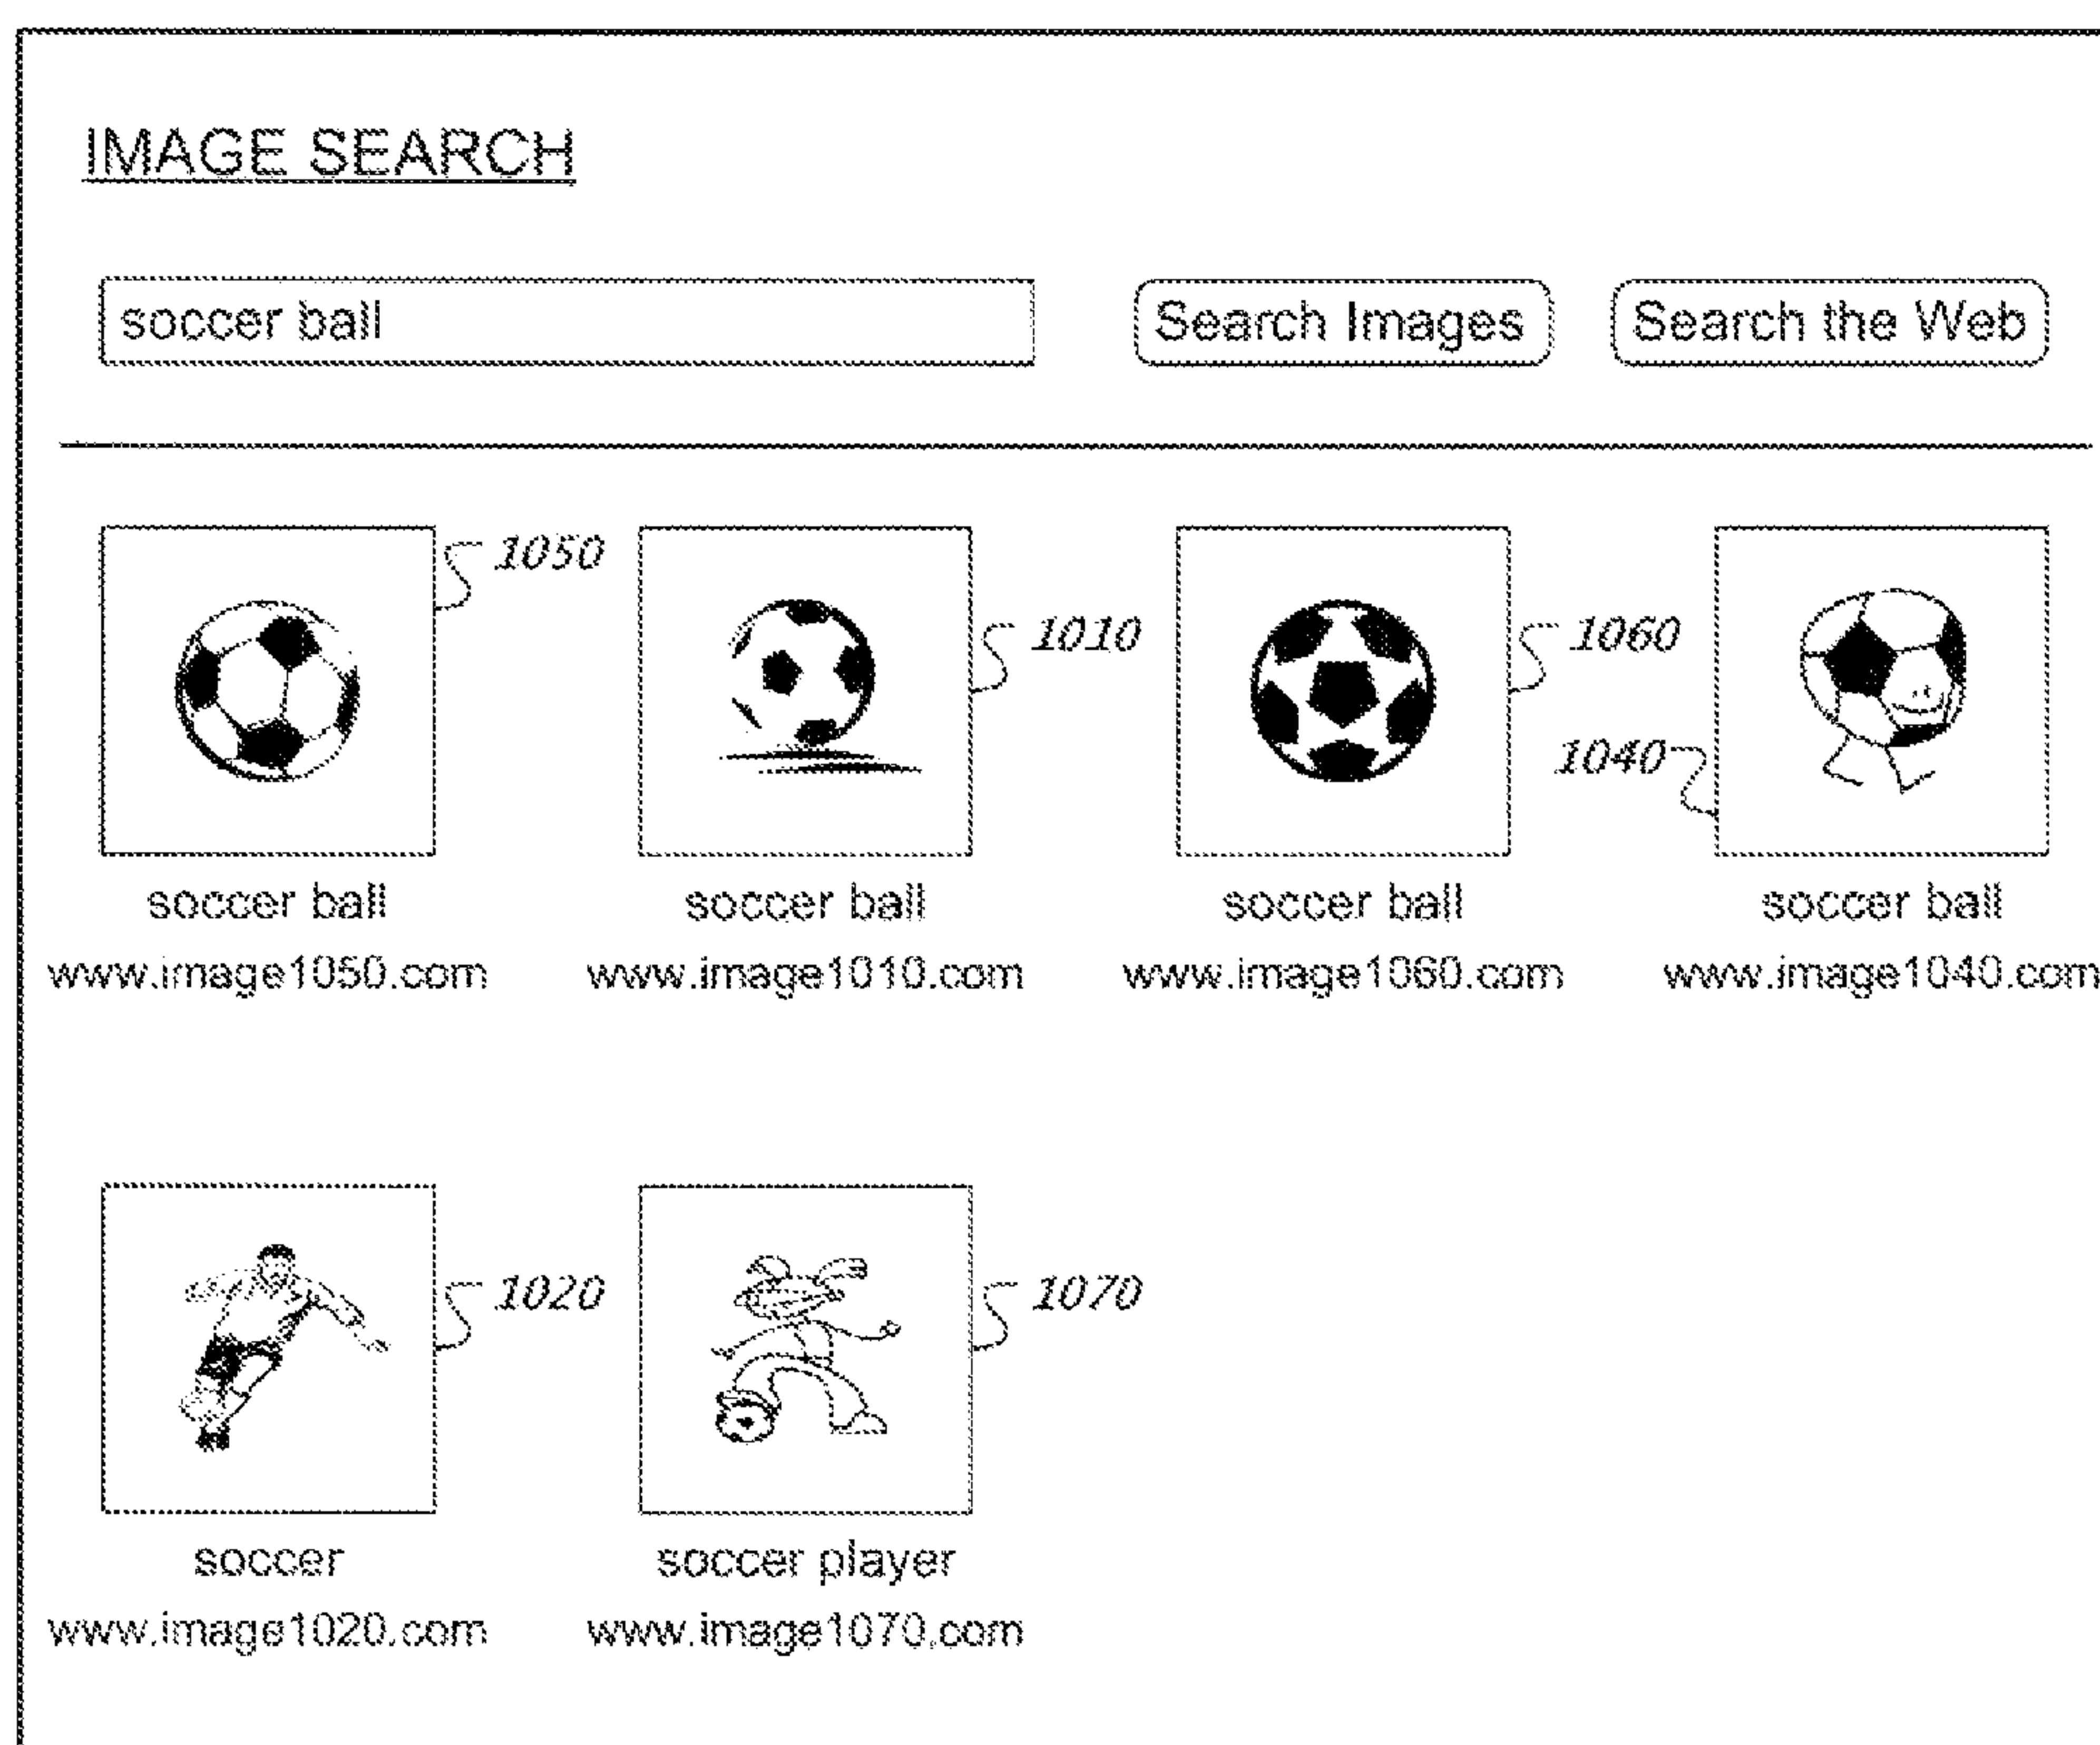 IMAGE SEARCH
soccer ball Search Images Search the Web
1050 1010 1060 1040
soccer ball soccer ball soccer ball soccer ball
www.image1050.com www.image1010.com www.image1060.com www.image1040.com
1020 1070
soccer soccer player
www.image1020.com www.image1070.com